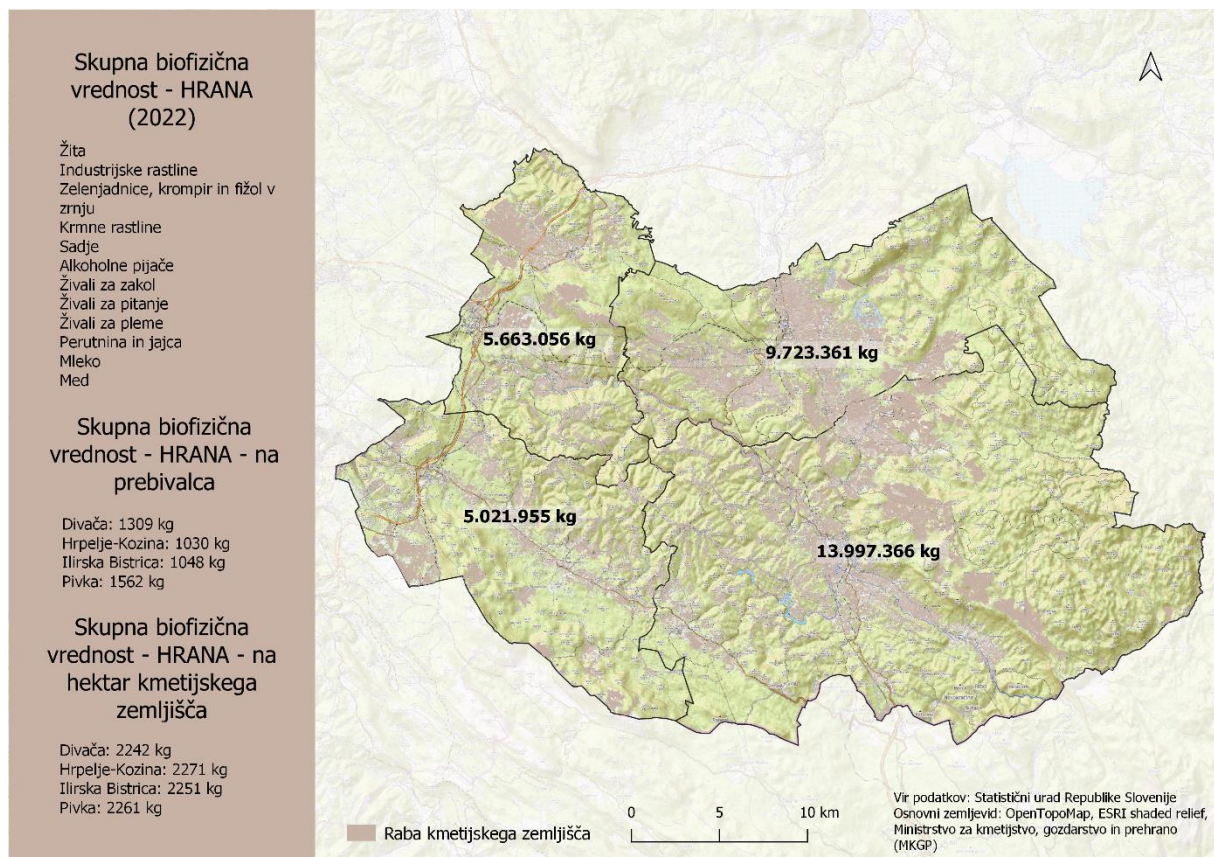 Skupna biofizična
vrednost - HRANA
(2022)
Žita
Industrijske rastline
Zelenjadnice, krompir in fižol v
zrnju
Krmne rastline
Sadje
Alkoholne pijače
Živali za zakol
Živali za pitanje
Živali za pleme
Perutnina in jajca
Mleko
Med
Skupna biofizična
vrednost - HRANA - na
prebivalca
Divača: 1309 kg
Hrpelje-Kozina: 1030 kg
Ilirska Bistrica: 1048 kg
Pivka: 1562 kg
Skupna biofizična
vrednost - HRANA - na
hektar kmetijskega
zemljišča
Divača: 2242 kg
Hrpelje-Kozina: 2271 kg
Ilirska Bistrica: 2251 kg
Pivka: 2261 kg
5.663.056 kg
9.723.361 kg
5.021.955 kg
13.997.366 kg
Raba kmetijskega zemljišča
0 5 10 km
Vir podatkov: Statistični urad Republike Slovenije
Osnovni zemljevid: OpenTopoMap, ESRI shaded relief,
Ministrstvo za kmetijstvo, gozdarstvo in prehrano
(MKGP)